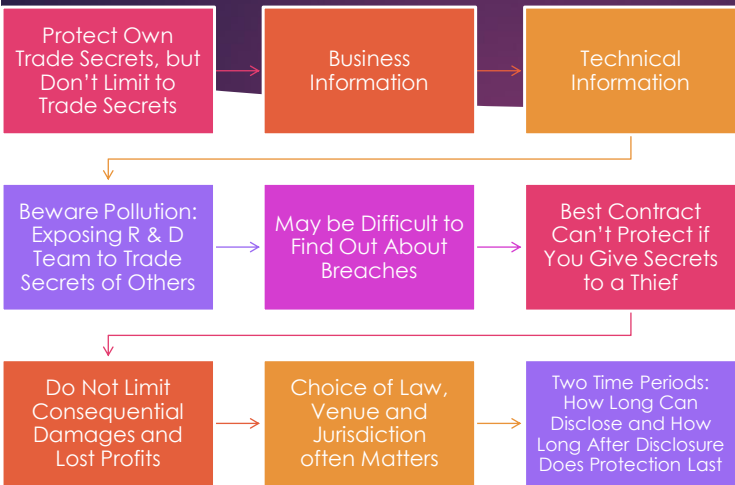 Protect Own
Trade Secrets, but
Don’t Limit to
Trade Secrets
Business
Information
Technical
Information
Beware Pollution:
Exposing R & D
Team to Trade
Secrets of Others
May be Difficult to
Find Out About
Breaches
Best Contract
Can’t Protect if
You Give Secrets
to a Thief
Do Not Limit
Consequential
Damages and
Lost Profits
Choice of Law,
Venue and
Jurisdiction
often Matters
Two Time Periods:
How Long Can
Disclose and How
Long After Disclosure
Does Protection Last